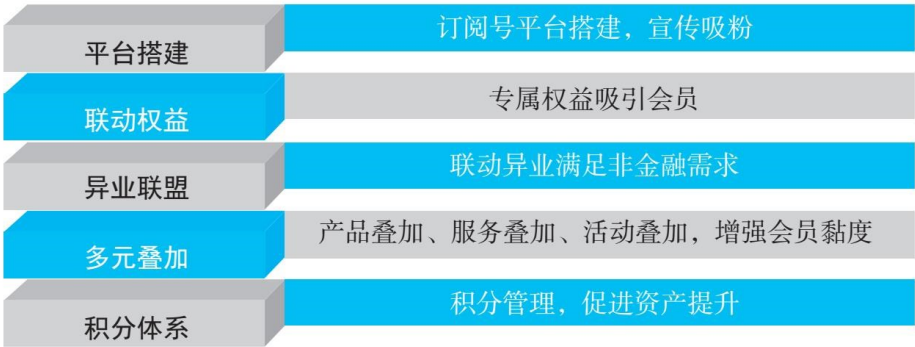 平台搭建
订阅号平台搭建，宣传吸粉
联动权益
专属权益吸引会员
异业联盟
联动异业满足非金融需求
多元叠加
产品叠加、服务叠加、活动叠加，增强会员黏度
积分体系
积分管理，促进资产提升